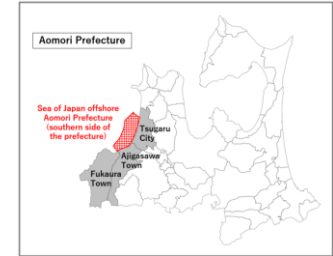 Aomori Prefecture
Sea of Japan offshore
Aomori Prefecture
(southern side of
the prefecture)
Tsugaru
City
Ajigasawa
Town
Fukaura
Town